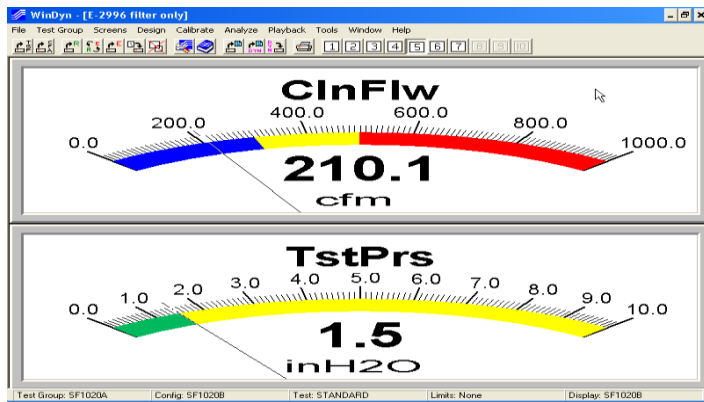 WinDyn - [E-2996 filter only]
File Test Group Screens Design Calibrate Analyze Playback Tools Window Help
1 2 3 4 5 6 7 8 9 10
ClnFlw
0.0 200.0 400.0 600.0 800.0 1000.0
210.1
cfm
TstPrs
0.0 1.0 2.0 3.0 4.0 5.0 6.0 7.0 8.0 9.0 10.0
1.5
inH2O
Test Group: SF1020A Config: SF1020B Test: STANDARD Limits: None Display: SF1020B